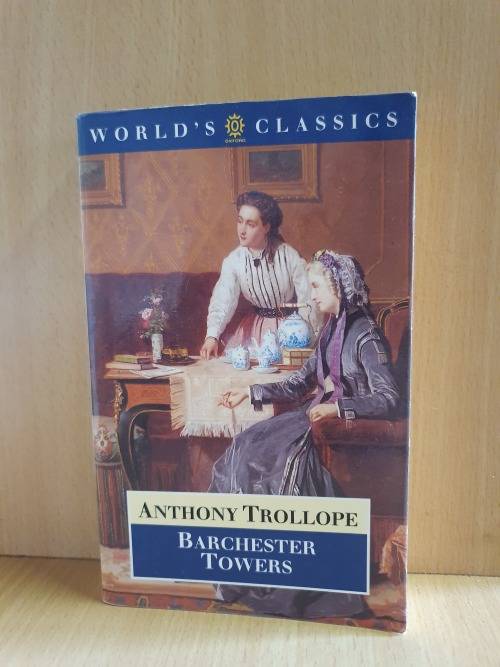 WORLD'S CLASSICS
OXFORD
ANTHONY TROLLOPE
BARCHESTER
TOWERS